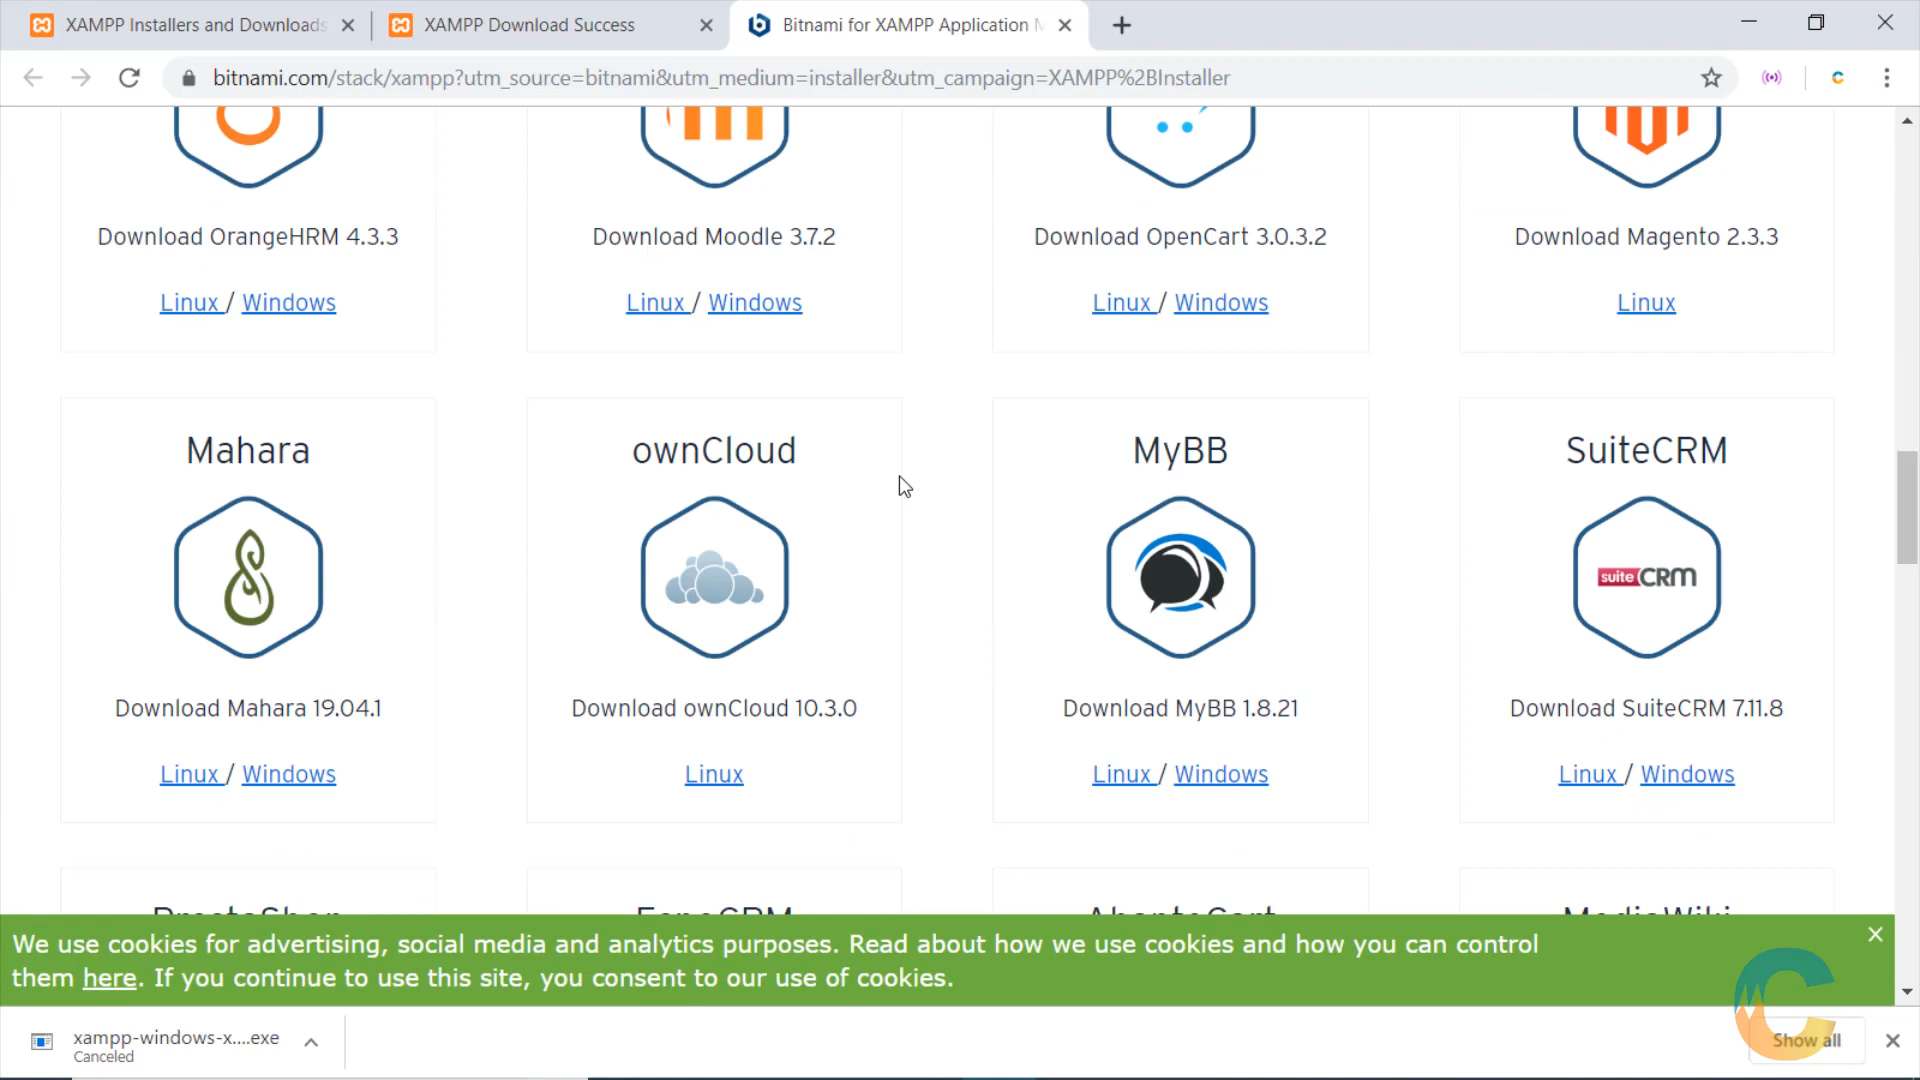 XAMPP Installers and Downloads
XAMPP Download Success
Bitnami for XAMPP Application M
bitnami.com/stack/xampp?utm_source=bitnami&utm_medium=installer&utm_campaign=XAMPP%2BInstaller
Download OrangeHRM 4.3.3
Download Moodle 3.7.2
Download OpenCart 3.0.3.2
Download Magento 2.3.3
Linux / Windows
Linux / Windows
Linux / Windows
Linux
Mahara
ownCloud
MyBB
SuiteCRM
suiteCRM
Download Mahara 19.04.1
Download ownCloud 10.3.0
Download MyBB 1.8.21
Download SuiteCRM 7.11.8
Linux / Windows
Linux
Linux / Windows
Linux / Windows
PrestaShop
AbanteCart
MediaWiki
We use cookies for advertising, social media and analytics purposes. Read about how we use cookies and how you can control
them here. If you continue to use this site, you consent to our use of cookies.
xampp-windows-x....exe
Canceled
Show all